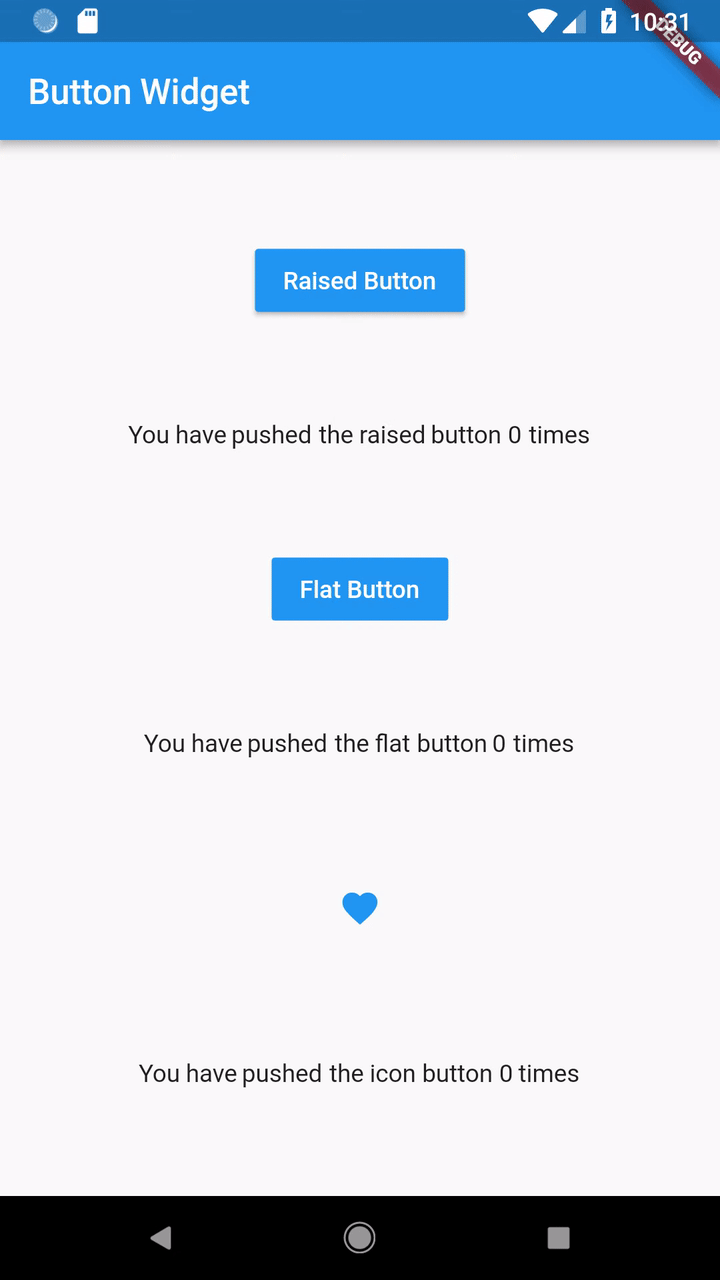 10:31
DEBUG
Button Widget
Raised Button
You have pushed the raised button 0 times
Flat Button
You have pushed the flat button 0 times
You have pushed the icon button 0 times